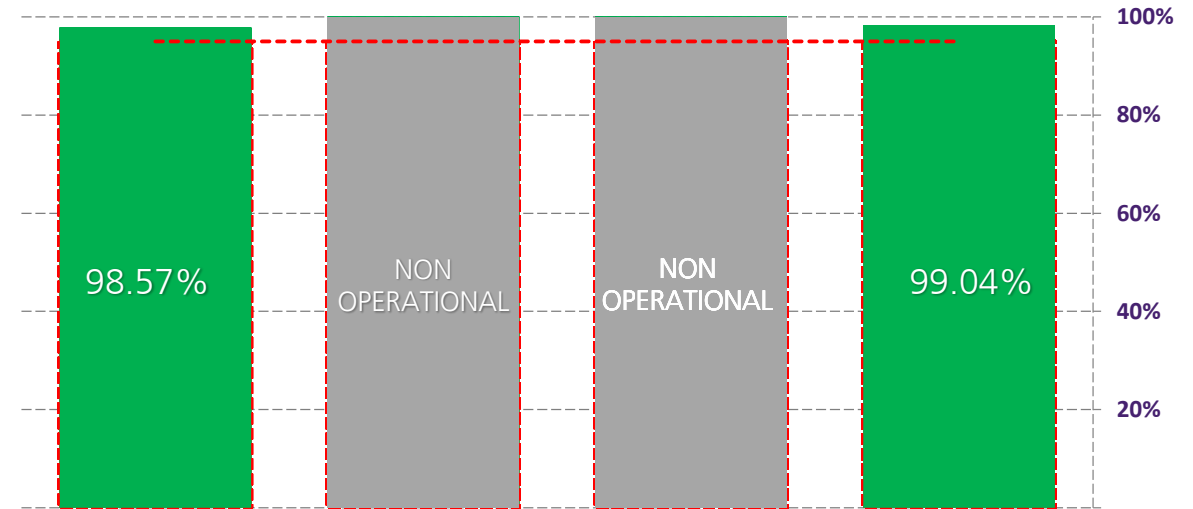 100%
80%
60%
98.57%
NON
OPERATIONAL
NON
OPERATIONAL
99.04%
40%
20%